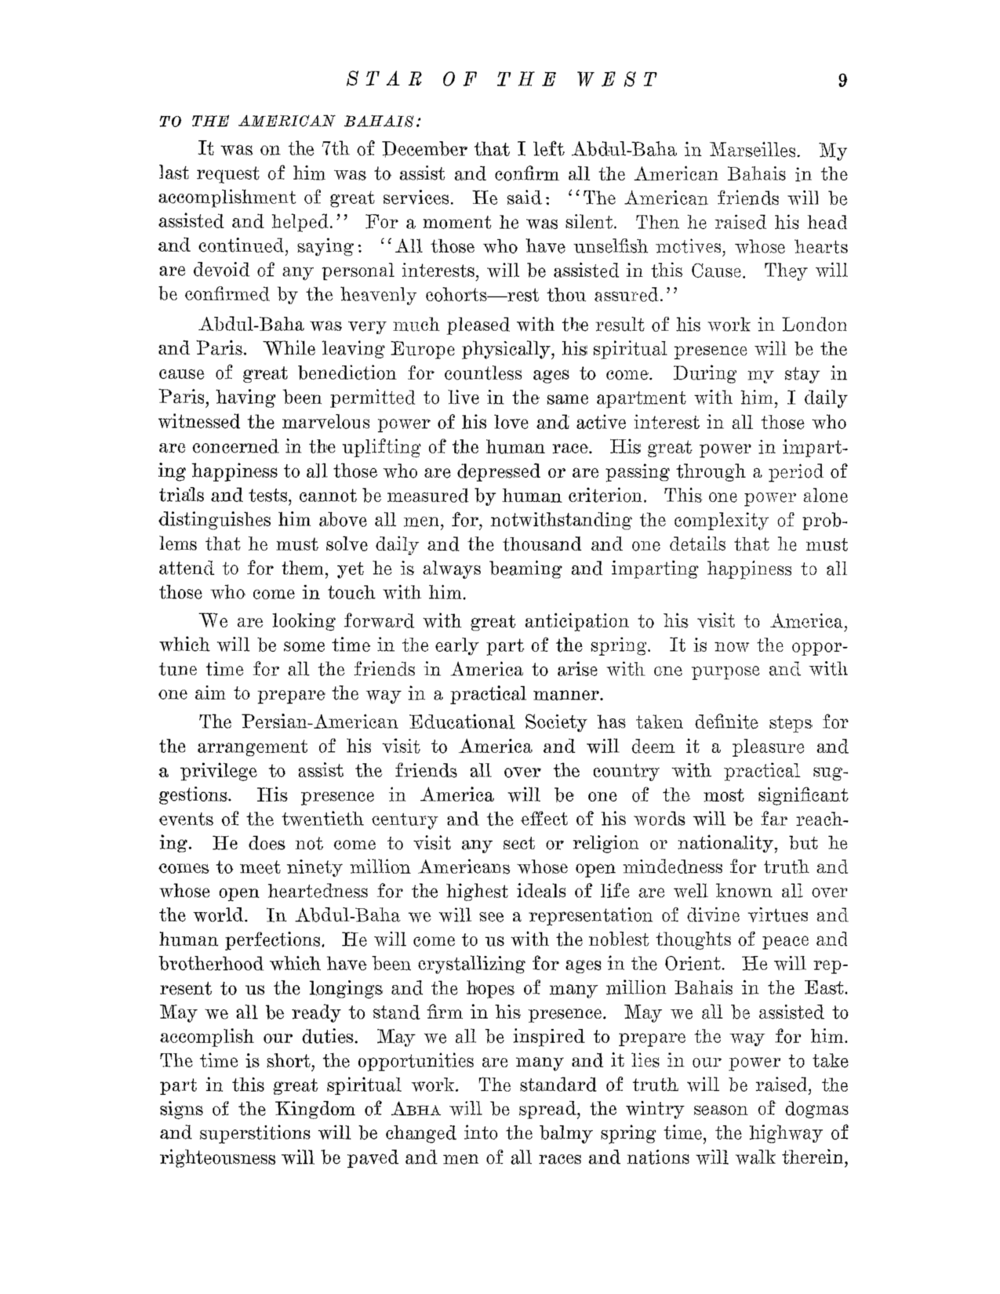 STAR OF THE WEST 9
TO THE AMERICAN BAHAIS:
It was on the 7th of December that I left Abdul-Baha in Marseilles. My
last request of him was to assist and confirm all the American Bahais in the
accomplishment of great services. He said: "The American friends will be
assisted and helped." For a moment he was silent. Then he raised his head
and continued, saying: "All those who have unselfish motives, whose hearts
are devoid of any personal interests, will be assisted in this Cause. They will
be confirmed by the heavenly cohorts—rest thou assured."
Abdul-Baha was very much pleased with the result of his work in London
and Paris. While leaving Europe physically, his spiritual presence will be the
cause of great benediction for countless ages to come. During my stay in
Paris, having been permitted to live in the same apartment with him, I daily
witnessed the marvelous power of his love and active interest in all those who
are concerned in the uplifting of the human race. His great power in impart-
ing happiness to all those who are depressed or are passing through a period of
trials and tests, cannot be measured by human criterion. This one power alone
distinguishes him above all men, for, notwithstanding the complexity of prob-
lems that he must solve daily and the thousand and one details that he must
attend to for them, yet he is always beaming and imparting happiness to all
those who come in touch with him.
We are looking forward with great anticipation to his visit to America,
which will be some time in the early part of the spring. It is now the oppor-
tune time for all the friends in America to arise with one purpose and with
one aim to prepare the way in a practical manner.
The Persian-American Educational Society has taken definite steps for
the arrangement of his visit to America and will deem it a pleasure and
a privilege to assist the friends all over the country with practical sug-
gestions. His presence in America will be one of the most significant
events of the twentieth century and the effect of his words will be far reach-
ing. He does not come to visit any sect or religion or nationality, but he
comes to meet ninety million Americans whose open mindedness for truth and
whose open heartedness for the highest ideals of life are well known all over
the world. In Abdul-Baha we will see a representation of divine virtues and
human perfections. He will come to us with the noblest thoughts of peace and
brotherhood which have been crystallizing for ages in the Orient. He will rep-
resent to us the longings and the hopes of many million Bahais in the East.
May we all be ready to stand firm in his presence. May we all be assisted to
accomplish our duties. May we all be inspired to prepare the way for him.
The time is short, the opportunities are many and it lies in our power to take
part in this great spiritual work. The standard of truth will be raised, the
signs of the Kingdom of ABHA will be spread, the wintry season of dogmas
and superstitions will be changed into the balmy spring time, the highway of
righteousness will be paved and men of all races and nations will walk therein,